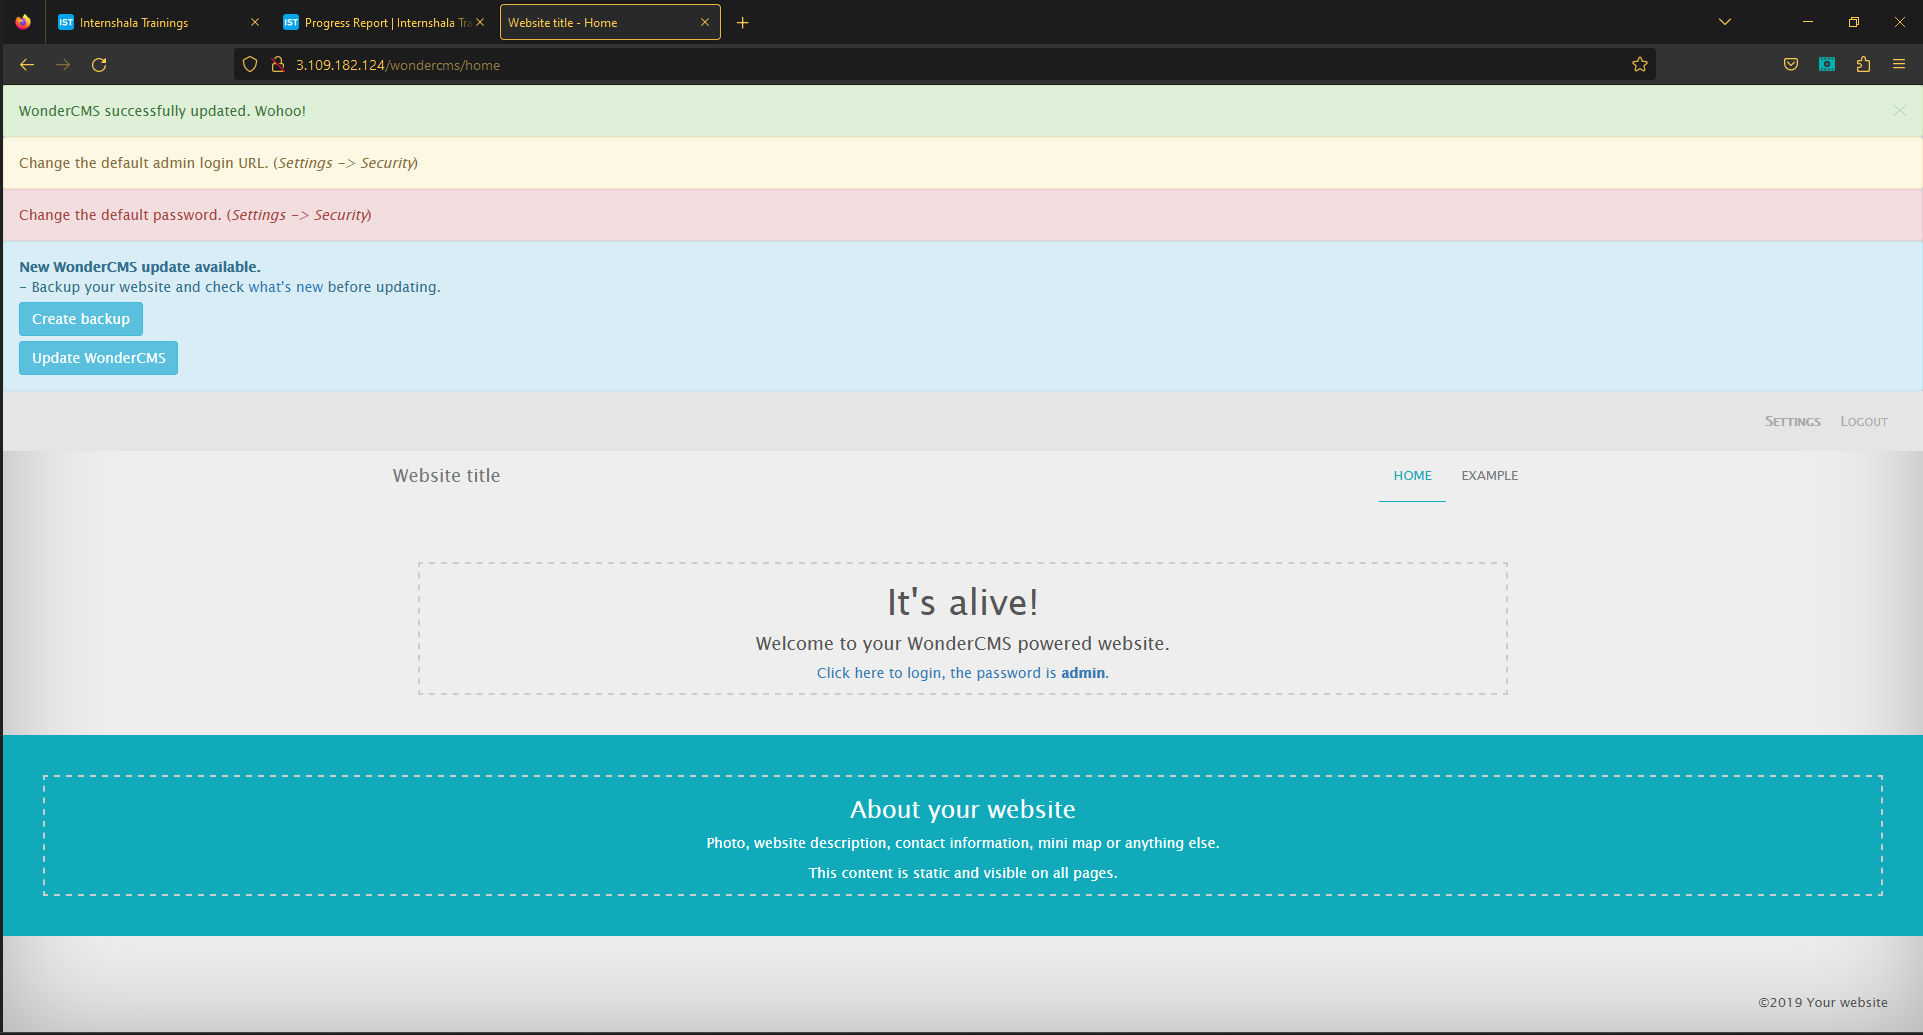 IST Internshala Trainings
IST Progress Report | Internshala Tra
Website title - Home
3.109.182.124/wondercms/home
WonderCMS successfully updated. Wohoo!
Change the default admin login URL. (Settings -> Security)
Change the default password. (Settings -> Security)
New WonderCMS update available.
- Backup your website and check what's new before updating.
Create backup
Update WonderCMS
SETTINGS LOGOUT
Website title HOME EXAMPLE
It's alive!
Welcome to your WonderCMS powered website.
Click here to login, the password is admin.
About your website
Photo, website description, contact information, mini map or anything else.
This content is static and visible on all pages.
©2019 Your website